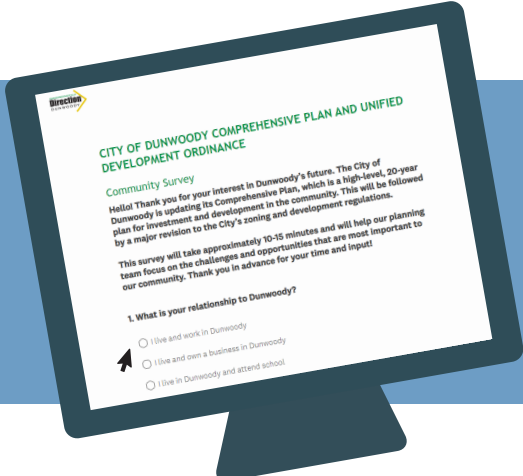 Direction
DUNWOODY
CITY OF DUNWOODY COMPREHENSIVE PLAN AND UNIFIED
DEVELOPMENT ORDINANCE
Community Survey
Hello! Thank you for your interest in Dunwoody's future. The City of
Dunwoody is updating its Comprehensive Plan, which is a high-level, 20-year
plan for investment and development in the community. This will be followed
by a major revision to the City's zoning and development regulations.
This survey will take approximately 10-15 minutes and will help our planning
team focus on the challenges and opportunities that are most important to
our community. Thank you in advance for your time and input!
1. What is your relationship to Dunwoody?
I live and work in Dunwoody
I live and own a business in Dunwoody
I live in Dunwoody and attend school